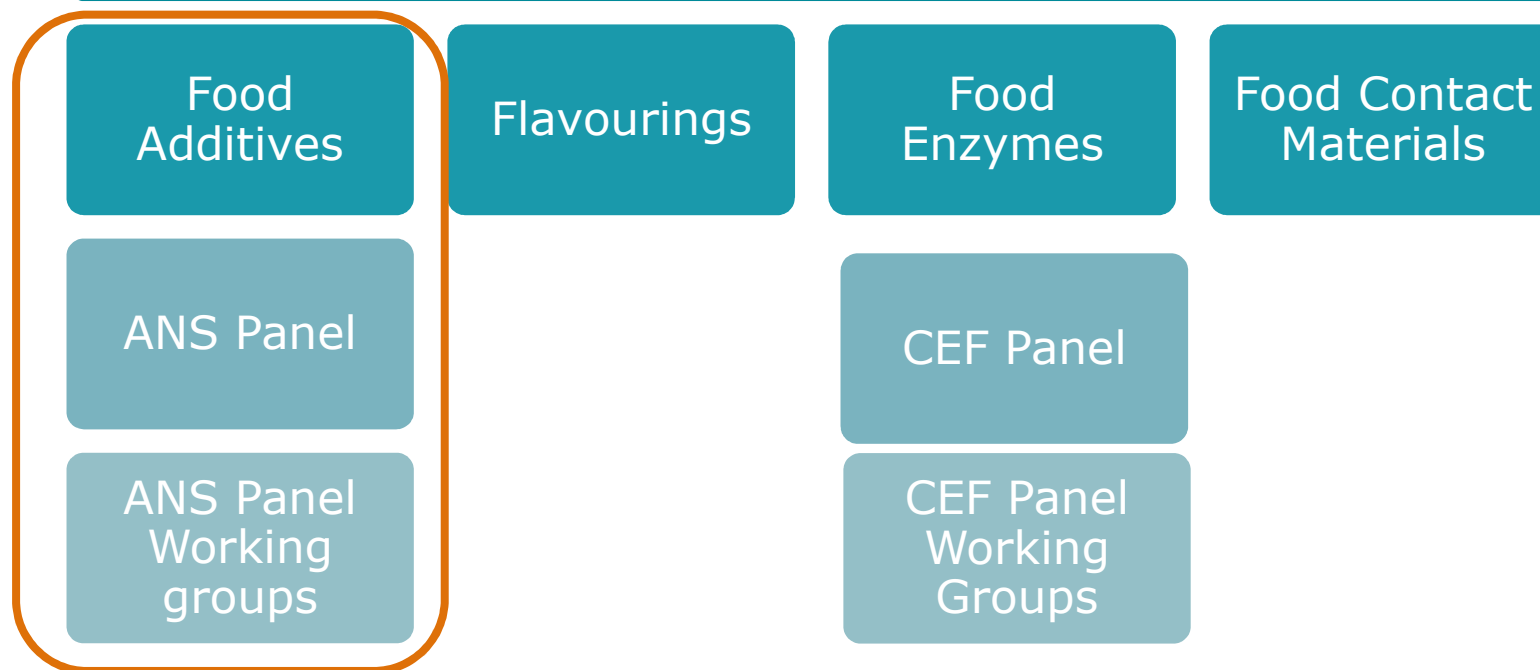 Food
Additives
Flavourings
Food
Enzymes
Food Contact
Materials
ANS Panel
CEF Panel
ANS Panel
Working
groups
CEF Panel
Working
Groups